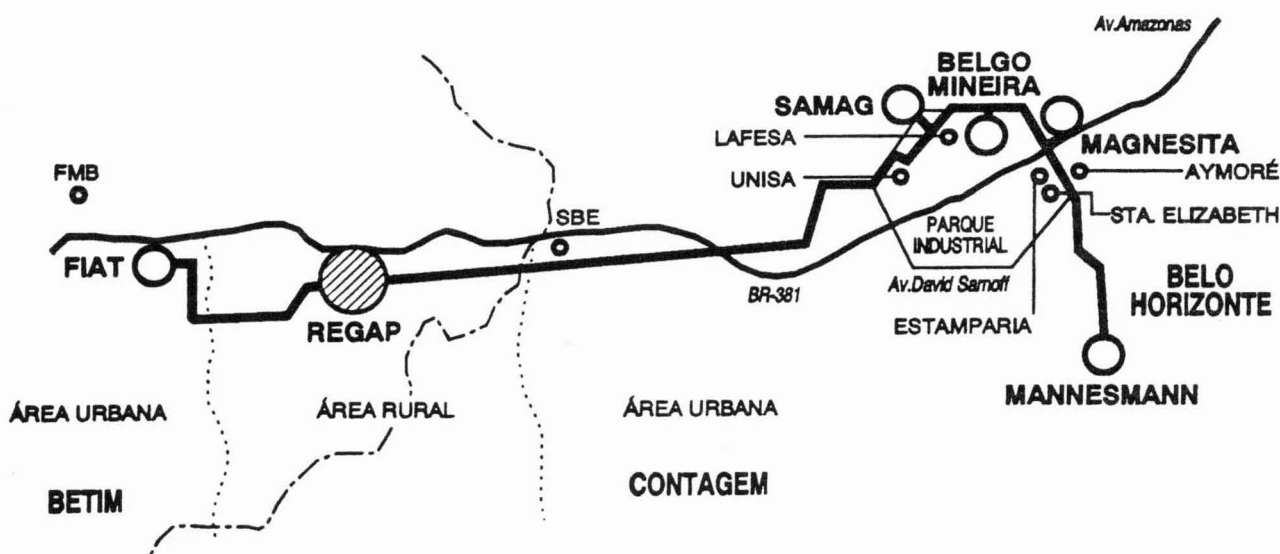 Av.Amazonas
BELGO
MINEIRA
SAMAG
LAFESA
MAGNESITA
UNISA
AYMORÉ
FMB
SBE
STA. ELIZABETH
PARQUE
INDUSTRIAL
FIAT
BR-381
Av.David Sarnoff
BELO
HORIZONTE
REGAP
ESTAMPARIA
MANNESMANN
ÁREA URBANA
ÁREA RURAL
ÁREA URBANA
BETIM
CONTAGEM